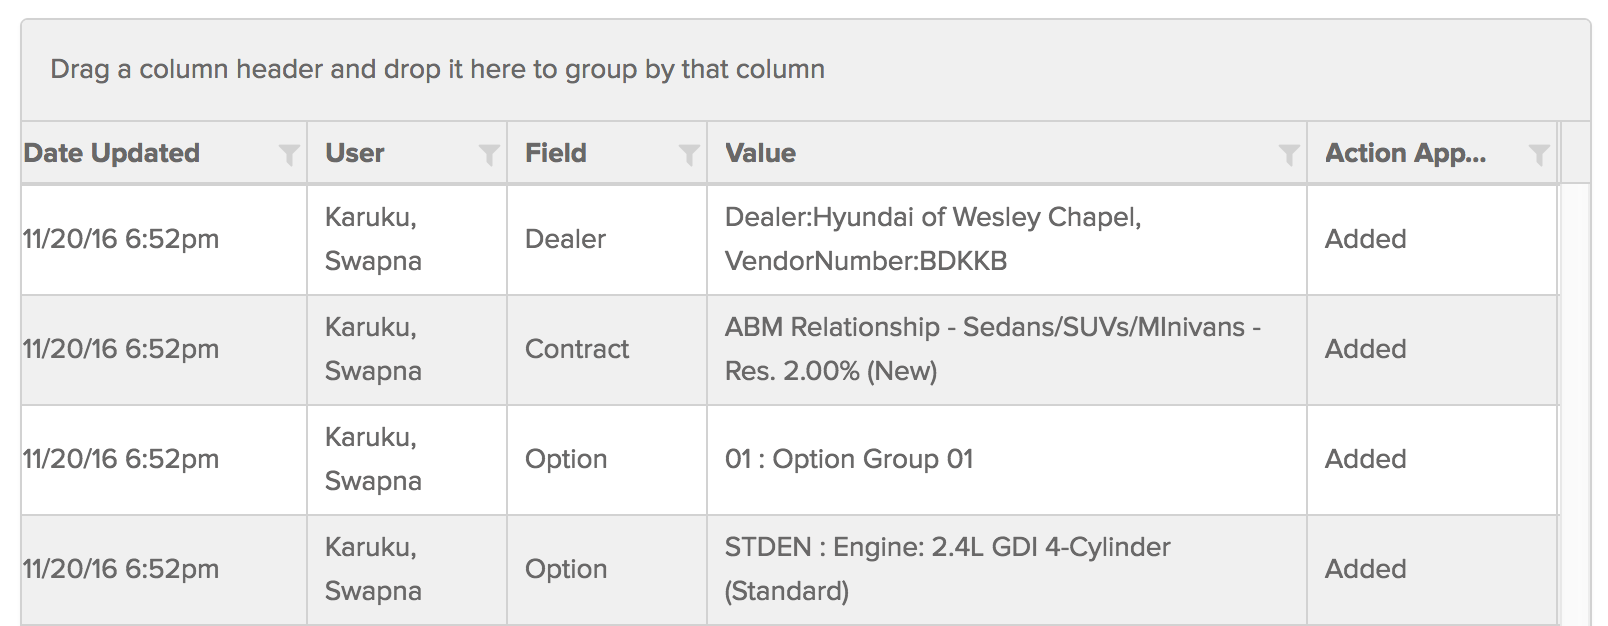 Drag a column header and drop it here to group by that column
Date Updated User Field Value Action App...
11/20/16 6:52pm Karuku, Swapna Dealer Dealer:Hyundai of Wesley Chapel, VendorNumber:BDKKB Added
11/20/16 6:52pm Karuku, Swapna Contract ABM Relationship - Sedans/SUVs/MInivans - Res. 2.00% (New) Added
11/20/16 6:52pm Karuku, Swapna Option 01 : Option Group 01 Added
11/20/16 6:52pm Karuku, Swapna Option STDEN : Engine: 2.4L GDI 4-Cylinder (Standard) Added